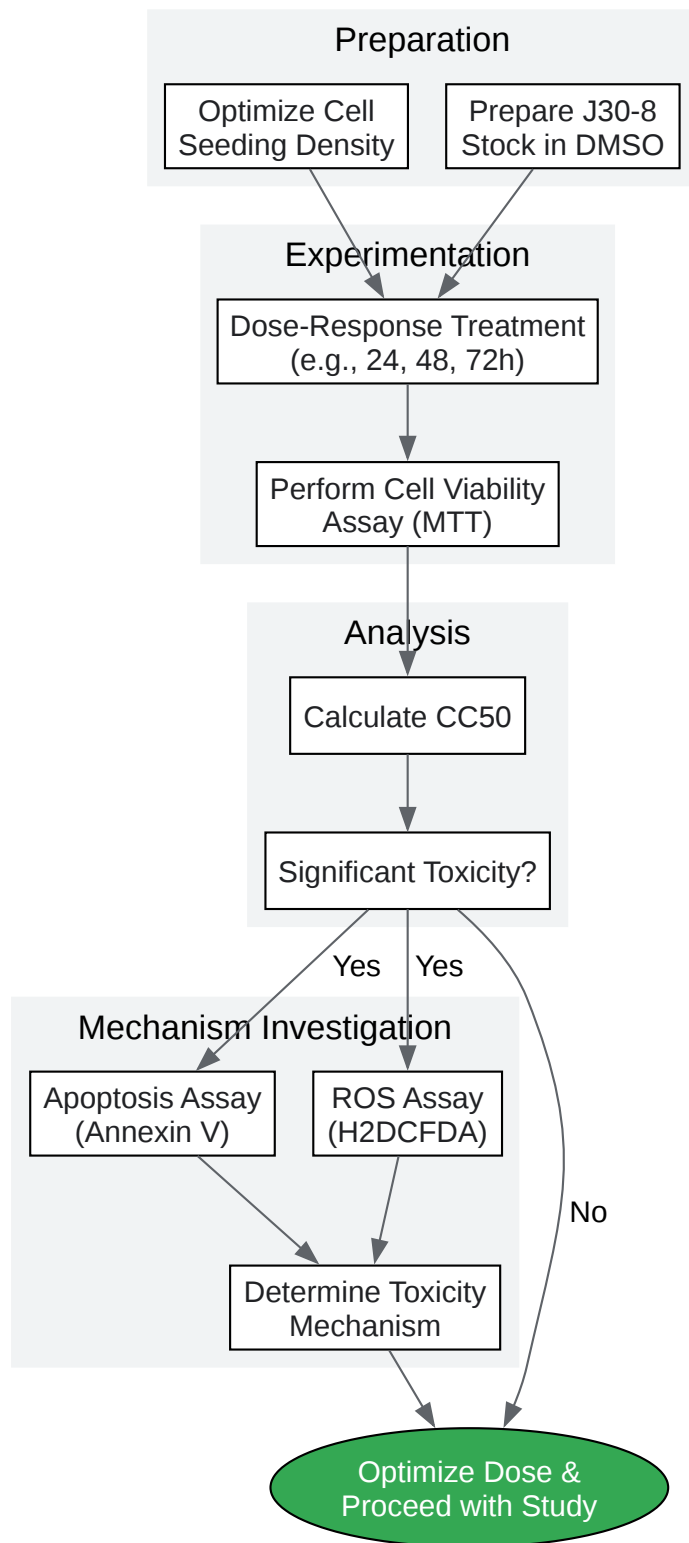 Preparation
Optimize Cell
Seeding Density
Prepare J30-8
Stock in DMSO
Experimentation
Dose-Response Treatment
(e.g., 24, 48, 72h)
Perform Cell Viability
Assay (MTT)
Analysis
Calculate CC50
Significant Toxicity?
Yes
Yes
Mechanism Investigation
Apoptosis Assay
(Annexin V)
ROS Assay
(H2DCFDA)
No
Determine Toxicity
Mechanism
Optimize Dose &
Proceed with Study